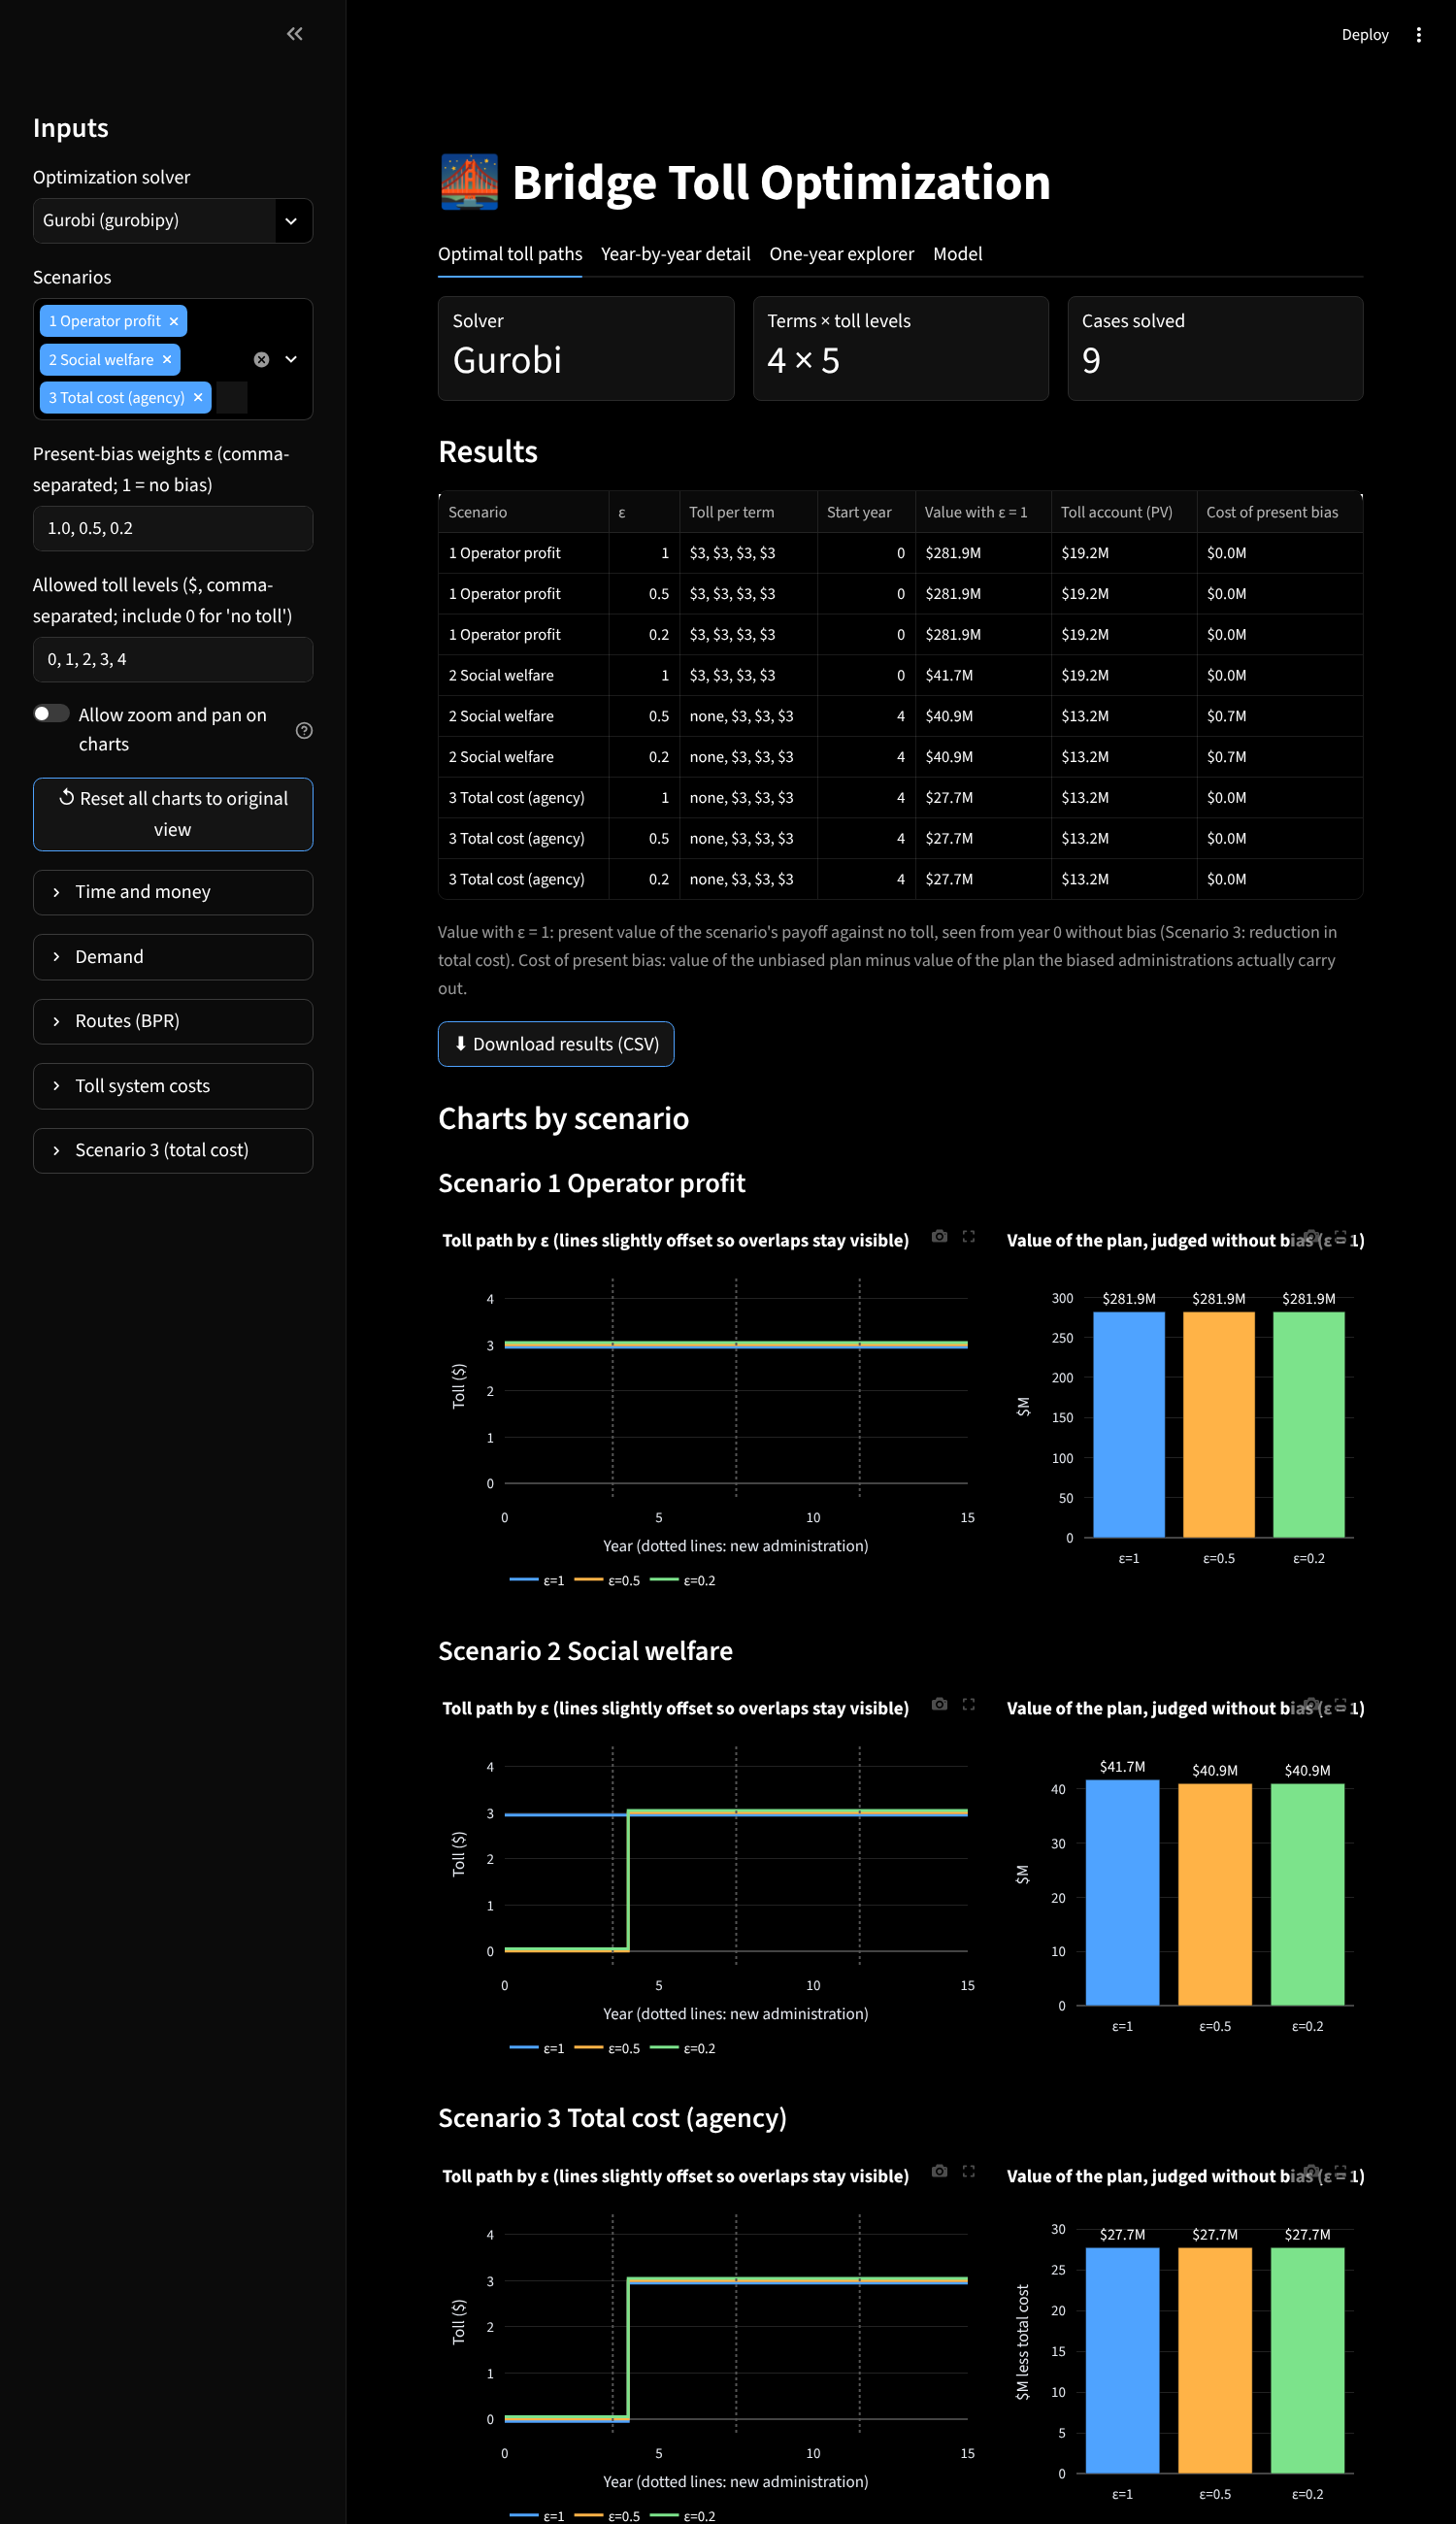 Deploy
Inputs
Optimization solver
Gurobi (gurobipy)
Scenarios
1 Operator profit ×
2 Social welfare ×
3 Total cost (agency) ×
Present-bias weights ε (comma-
separated; 1 = no bias)
1.0, 0.5, 0.2
Allowed toll levels ($, comma-
separated; include 0 for 'no toll')
0, 1, 2, 3, 4
Allow zoom and pan on
charts
Reset all charts to original
view
Time and money
Demand
Routes (BPR)
Toll system costs
Scenario 3 (total cost)
Bridge Toll Optimization
Optimal toll paths Year-by-year detail One-year explorer Model
Solver
Gurobi
Terms × toll levels
4 × 5
Cases solved
9
Results
Scenario ε Toll per term Start year Value with ε = 1 Toll account (PV) Cost of present bias
1 Operator profit 1 $3, $3, $3, $3 0 $281.9M $19.2M $0.0M
1 Operator profit 0.5 $3, $3, $3, $3 0 $281.9M $19.2M $0.0M
1 Operator profit 0.2 $3, $3, $3, $3 0 $281.9M $19.2M $0.0M
2 Social welfare 1 $3, $3, $3, $3 0 $41.7M $19.2M $0.0M
2 Social welfare 0.5 none, $3, $3, $3 4 $40.9M $13.2M $0.7M
2 Social welfare 0.2 none, $3, $3, $3 4 $40.9M $13.2M $0.7M
3 Total cost (agency) 1 none, $3, $3, $3 4 $27.7M $13.2M $0.0M
3 Total cost (agency) 0.5 none, $3, $3, $3 4 $27.7M $13.2M $0.0M
3 Total cost (agency) 0.2 none, $3, $3, $3 4 $27.7M $13.2M $0.0M
Value with ε = 1: present value of the scenario's payoff against no toll, seen from year 0 without bias (Scenario 3: reduction in
total cost). Cost of present bias: value of the unbiased plan minus value of the plan the biased administrations actually carry
out.
Download results (CSV)
Charts by scenario
Scenario 1 Operator profit
Toll path by ε (lines slightly offset so overlaps stay visible)
4
3
2
1
0
Toll ($)
0 5 10 15
Year (dotted lines: new administration)
ε=1 ε=0.5 ε=0.2
Value of the plan, judged without bias (ε = 1)
300
250
200
150
100
50
0
$M
$281.9M $281.9M $281.9M
ε=1 ε=0.5 ε=0.2
Scenario 2 Social welfare
Toll path by ε (lines slightly offset so overlaps stay visible)
4
3
2
1
0
Toll ($)
0 5 10 15
Year (dotted lines: new administration)
ε=1 ε=0.5 ε=0.2
Value of the plan, judged without bias (ε = 1)
40
30
20
10
0
$M
$41.7M $40.9M $40.9M
ε=1 ε=0.5 ε=0.2
Scenario 3 Total cost (agency)
Toll path by ε (lines slightly offset so overlaps stay visible)
4
3
2
1
0
Toll ($)
0 5 10 15
Year (dotted lines: new administration)
ε=1 ε=0.5 ε=0.2
Value of the plan, judged without bias (ε = 1)
30
25
20
15
10
5
0
$M less total cost
$27.7M $27.7M $27.7M
ε=1 ε=0.5 ε=0.2